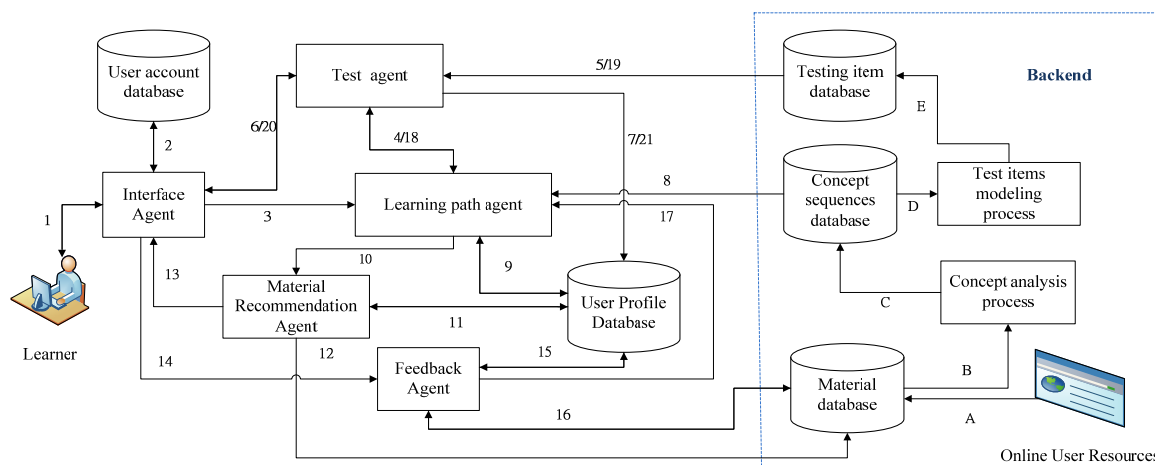 User account
database
Test  agent
5/19
Testing item
database
Backend
6/20
2
4/18
7/21
E
Interface
Agent
3
Learning path agent
8
17
Concept
sequences
database
D
Test items
modeling
process
1
13
10
9
Material
Recommendation
Agent
11
User Profile
Database
C
Concept analysis
process
Learner
14
12
15
Feedback
Agent
16
Material
database
B
A
Online User Resources